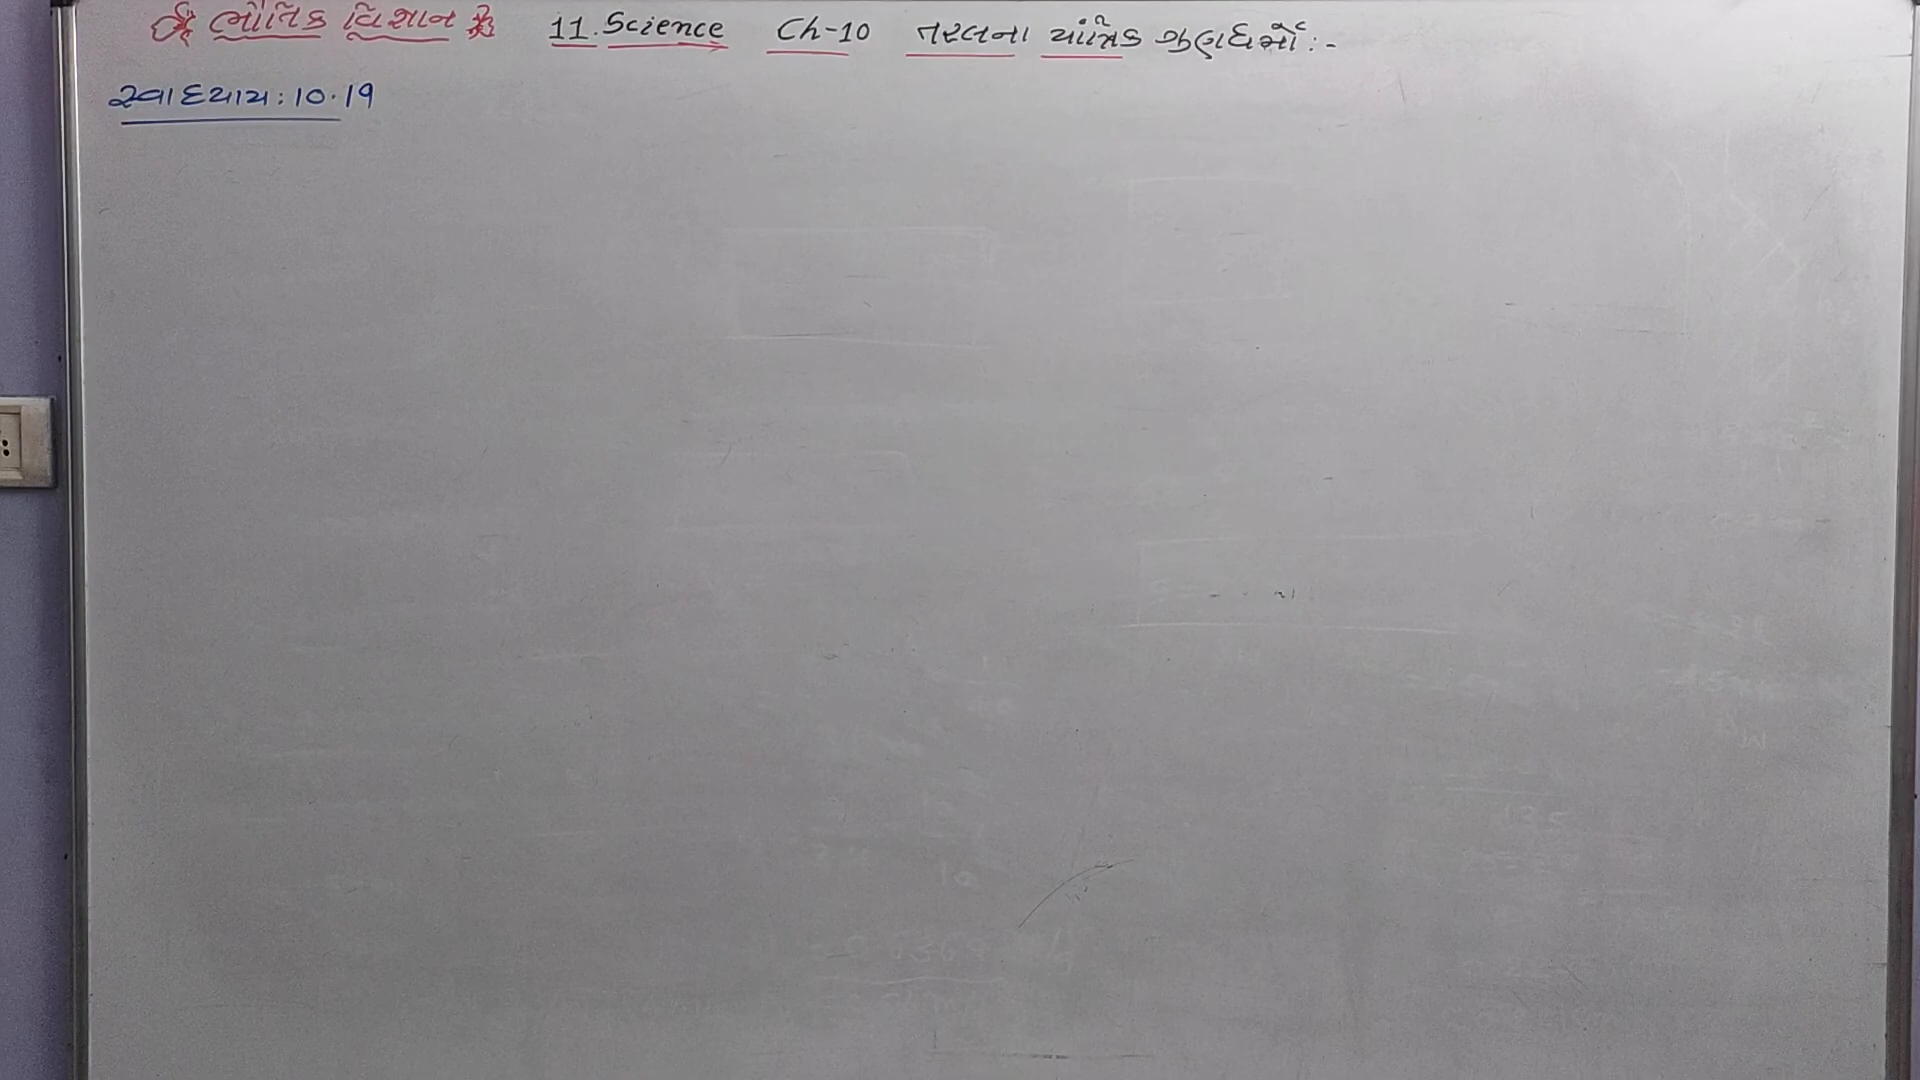 ભૌતિક વિજ્ઞાન 11.Science Ch-10 તરલના યાંત્રિક ગુણધર્મો:-
સ્વાધ્યાય:10.19